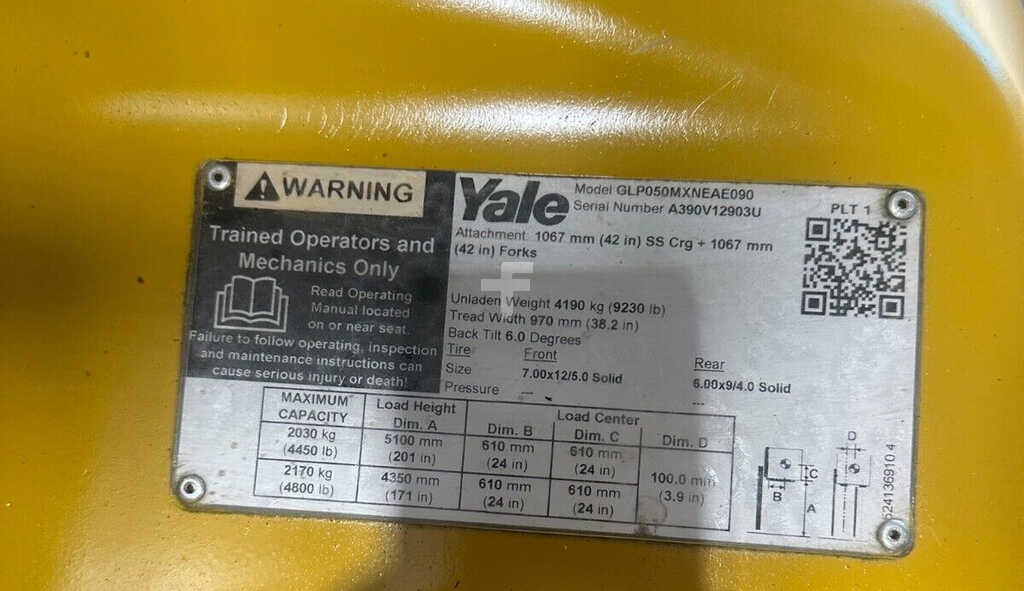 WARNING
Trained Operators and
Mechanics Only
Read Operating
Manual located
on or near seat.
Failure to follow operating, inspection
and maintenance instructions can
cause serious injury or death!
Yale
Model GLP050MXNEAE090
Serial Number A390V12903U
PLT 1
Attachment: 1067 mm (42 in) SS Crg + 1067 mm
(42 in) Forks
F
Unladen Weight 4190 kg (9230 lb)
Tread Width 970 mm (38.2 in)
Back Tilt 6.0 Degrees
Tire Front Rear
Size 7.00x12/5.0 Solid 6.00x9/4.0 Solid
Pressure --- ---
MAXIMUM
CAPACITY
Load Height
Dim. A
Load Center
Dim. B Dim. C Dim. D
2030 kg
(4450 lb)
5100 mm
(201 in)
610 mm
(24 in)
610 mm
(24 in)
100.0 mm
(3.9 in)
2170 kg
(4800 lb)
4350 mm
(171 in)
610 mm
(24 in)
610 mm
(24 in)
D
C
B
A
524136910 4